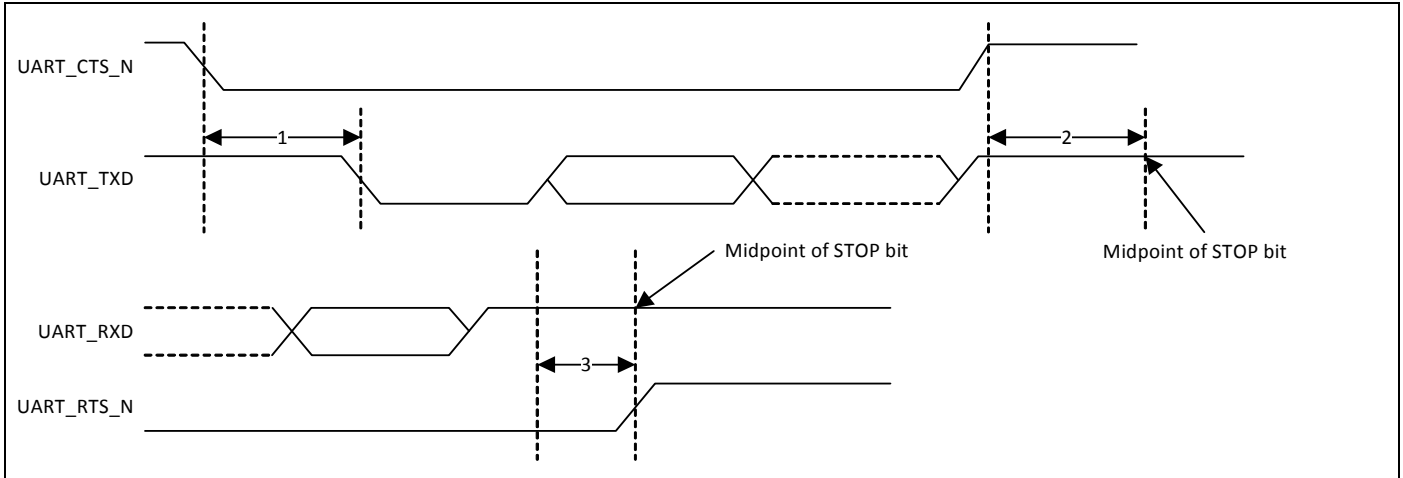 UART_CTS_N
1
2
UART_TXD
Midpoint of STOP bit
Midpoint of STOP bit
UART_RXD
3
UART_RTS_N